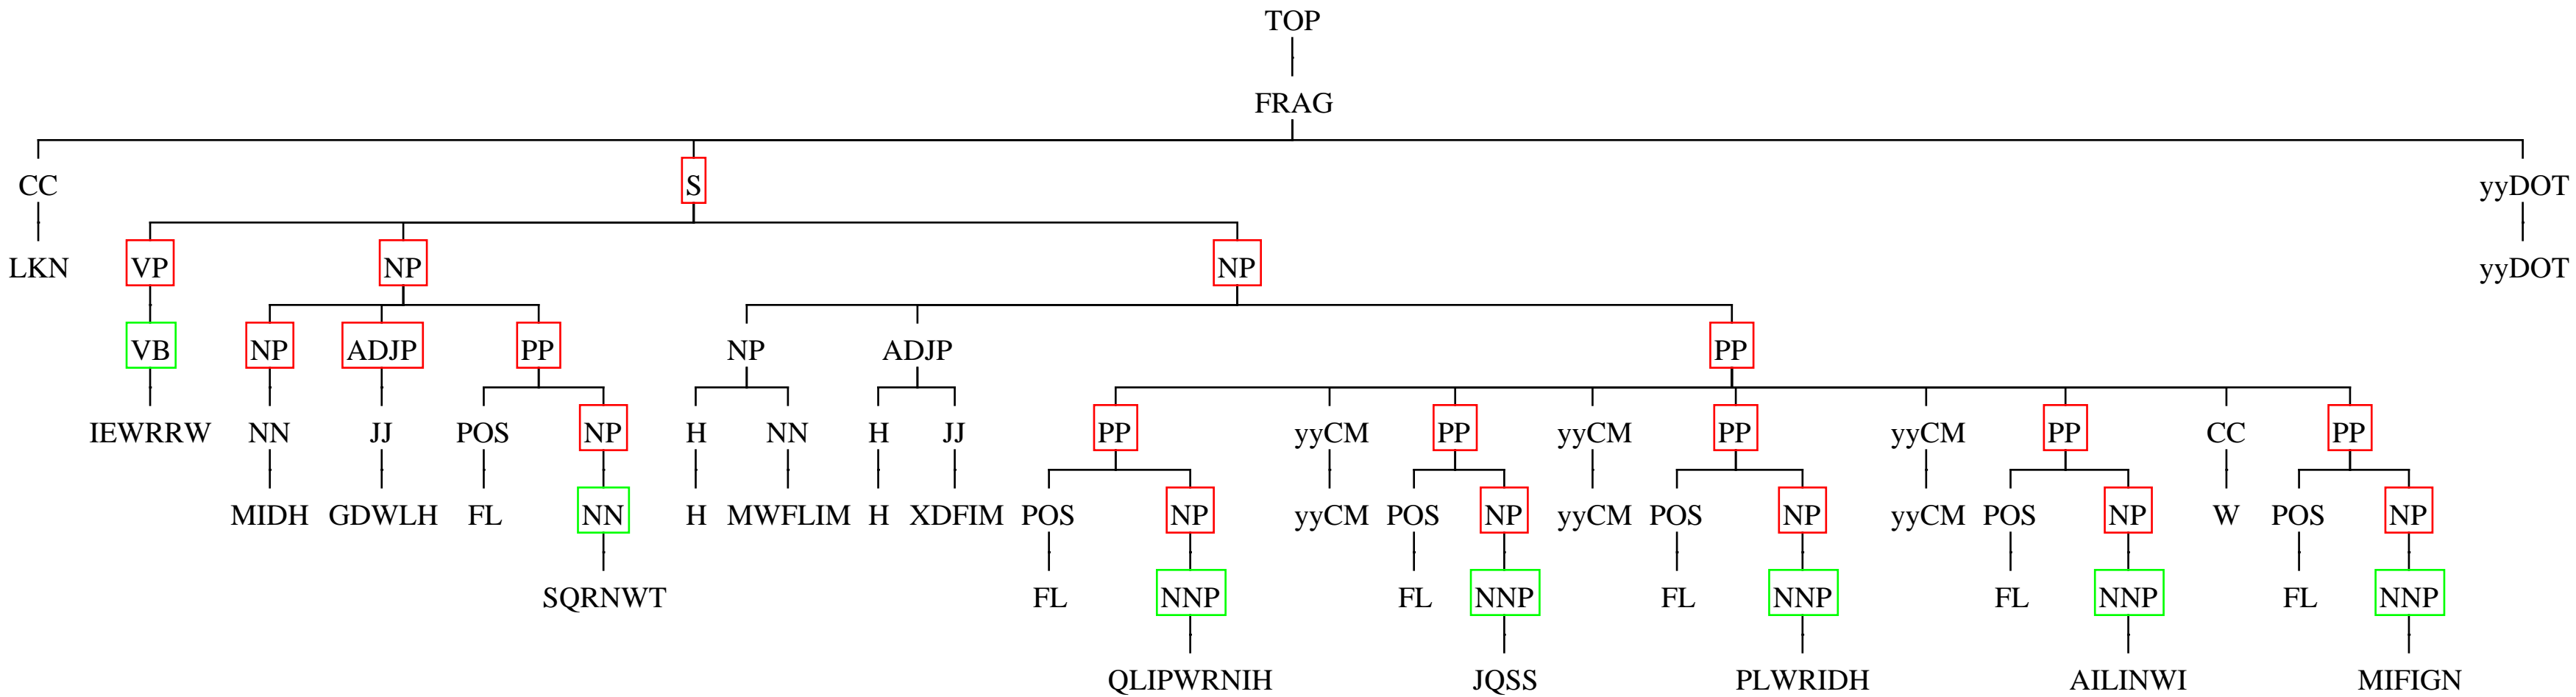 TOP
FRAG
CC S yyDOT
LKN VP NP NP yyDOT
VB NP ADJP PP NP ADJP PP
IEWRRW NN JJ POS NP H NN H JJ PP yyCM PP yyCM PP yyCM PP CC PP
MIDH GDWLH FL NN H MWFLIM H XDFIM POS NP yyCM POS NP yyCM POS NP yyCM POS NP W POS NP
SQRNWT FL NNP FL NNP FL NNP FL NNP FL NNP
QLIPWRNIH JQSS PLWRIDH AILINWI MIFIGN